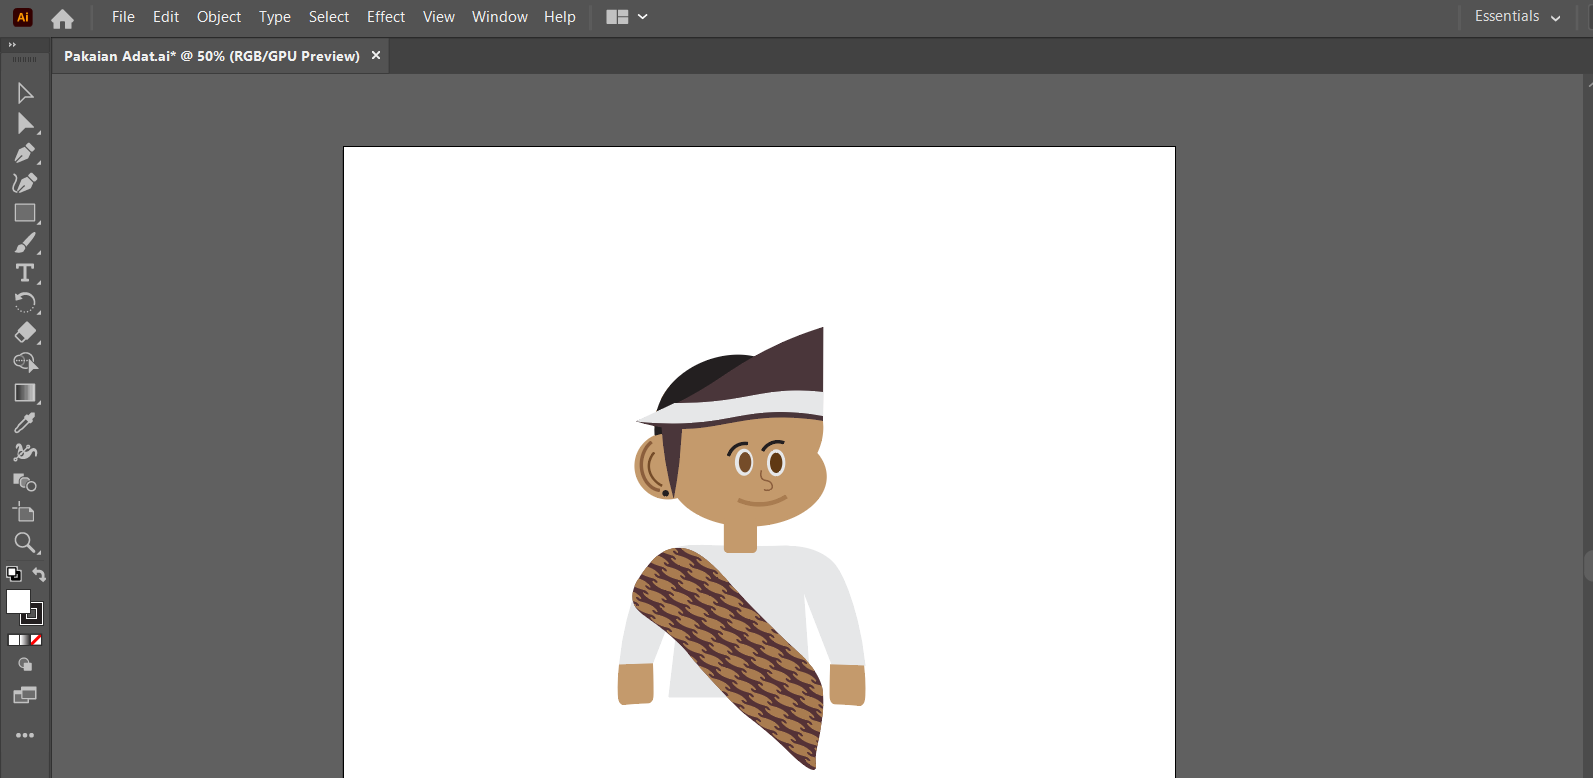 Ai File Edit Object Type Select Effect View Window Help Essentials
Pakaian Adat.ai* @ 50% (RGB/GPU Preview) ×